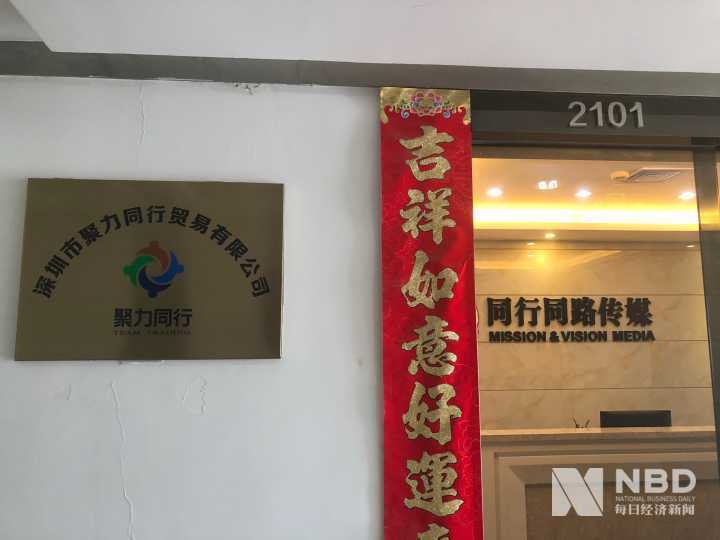 深圳市聚力同行贸易有限公司
聚力同行
TEAM TRADING
吉祥如意好運来
2101
同行同路传媒
MISSION & VISION MEDIA
NBD
NATIONAL BUSINESS DAILY
每日经济新闻